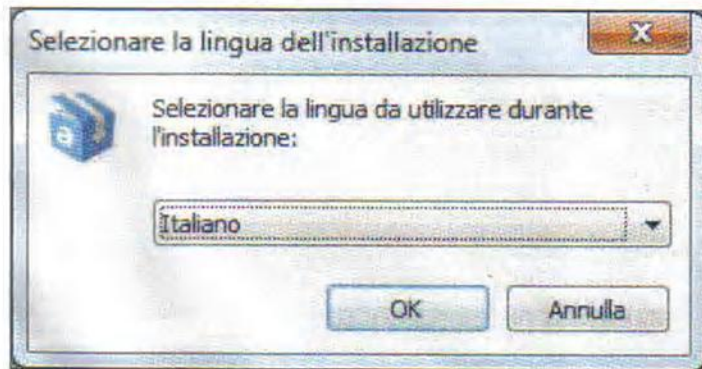 Selezionare la lingua dell'installazione
Selezionare la lingua da utilizzare durante
l'installazione:
Italiano
OK
Annulla
a